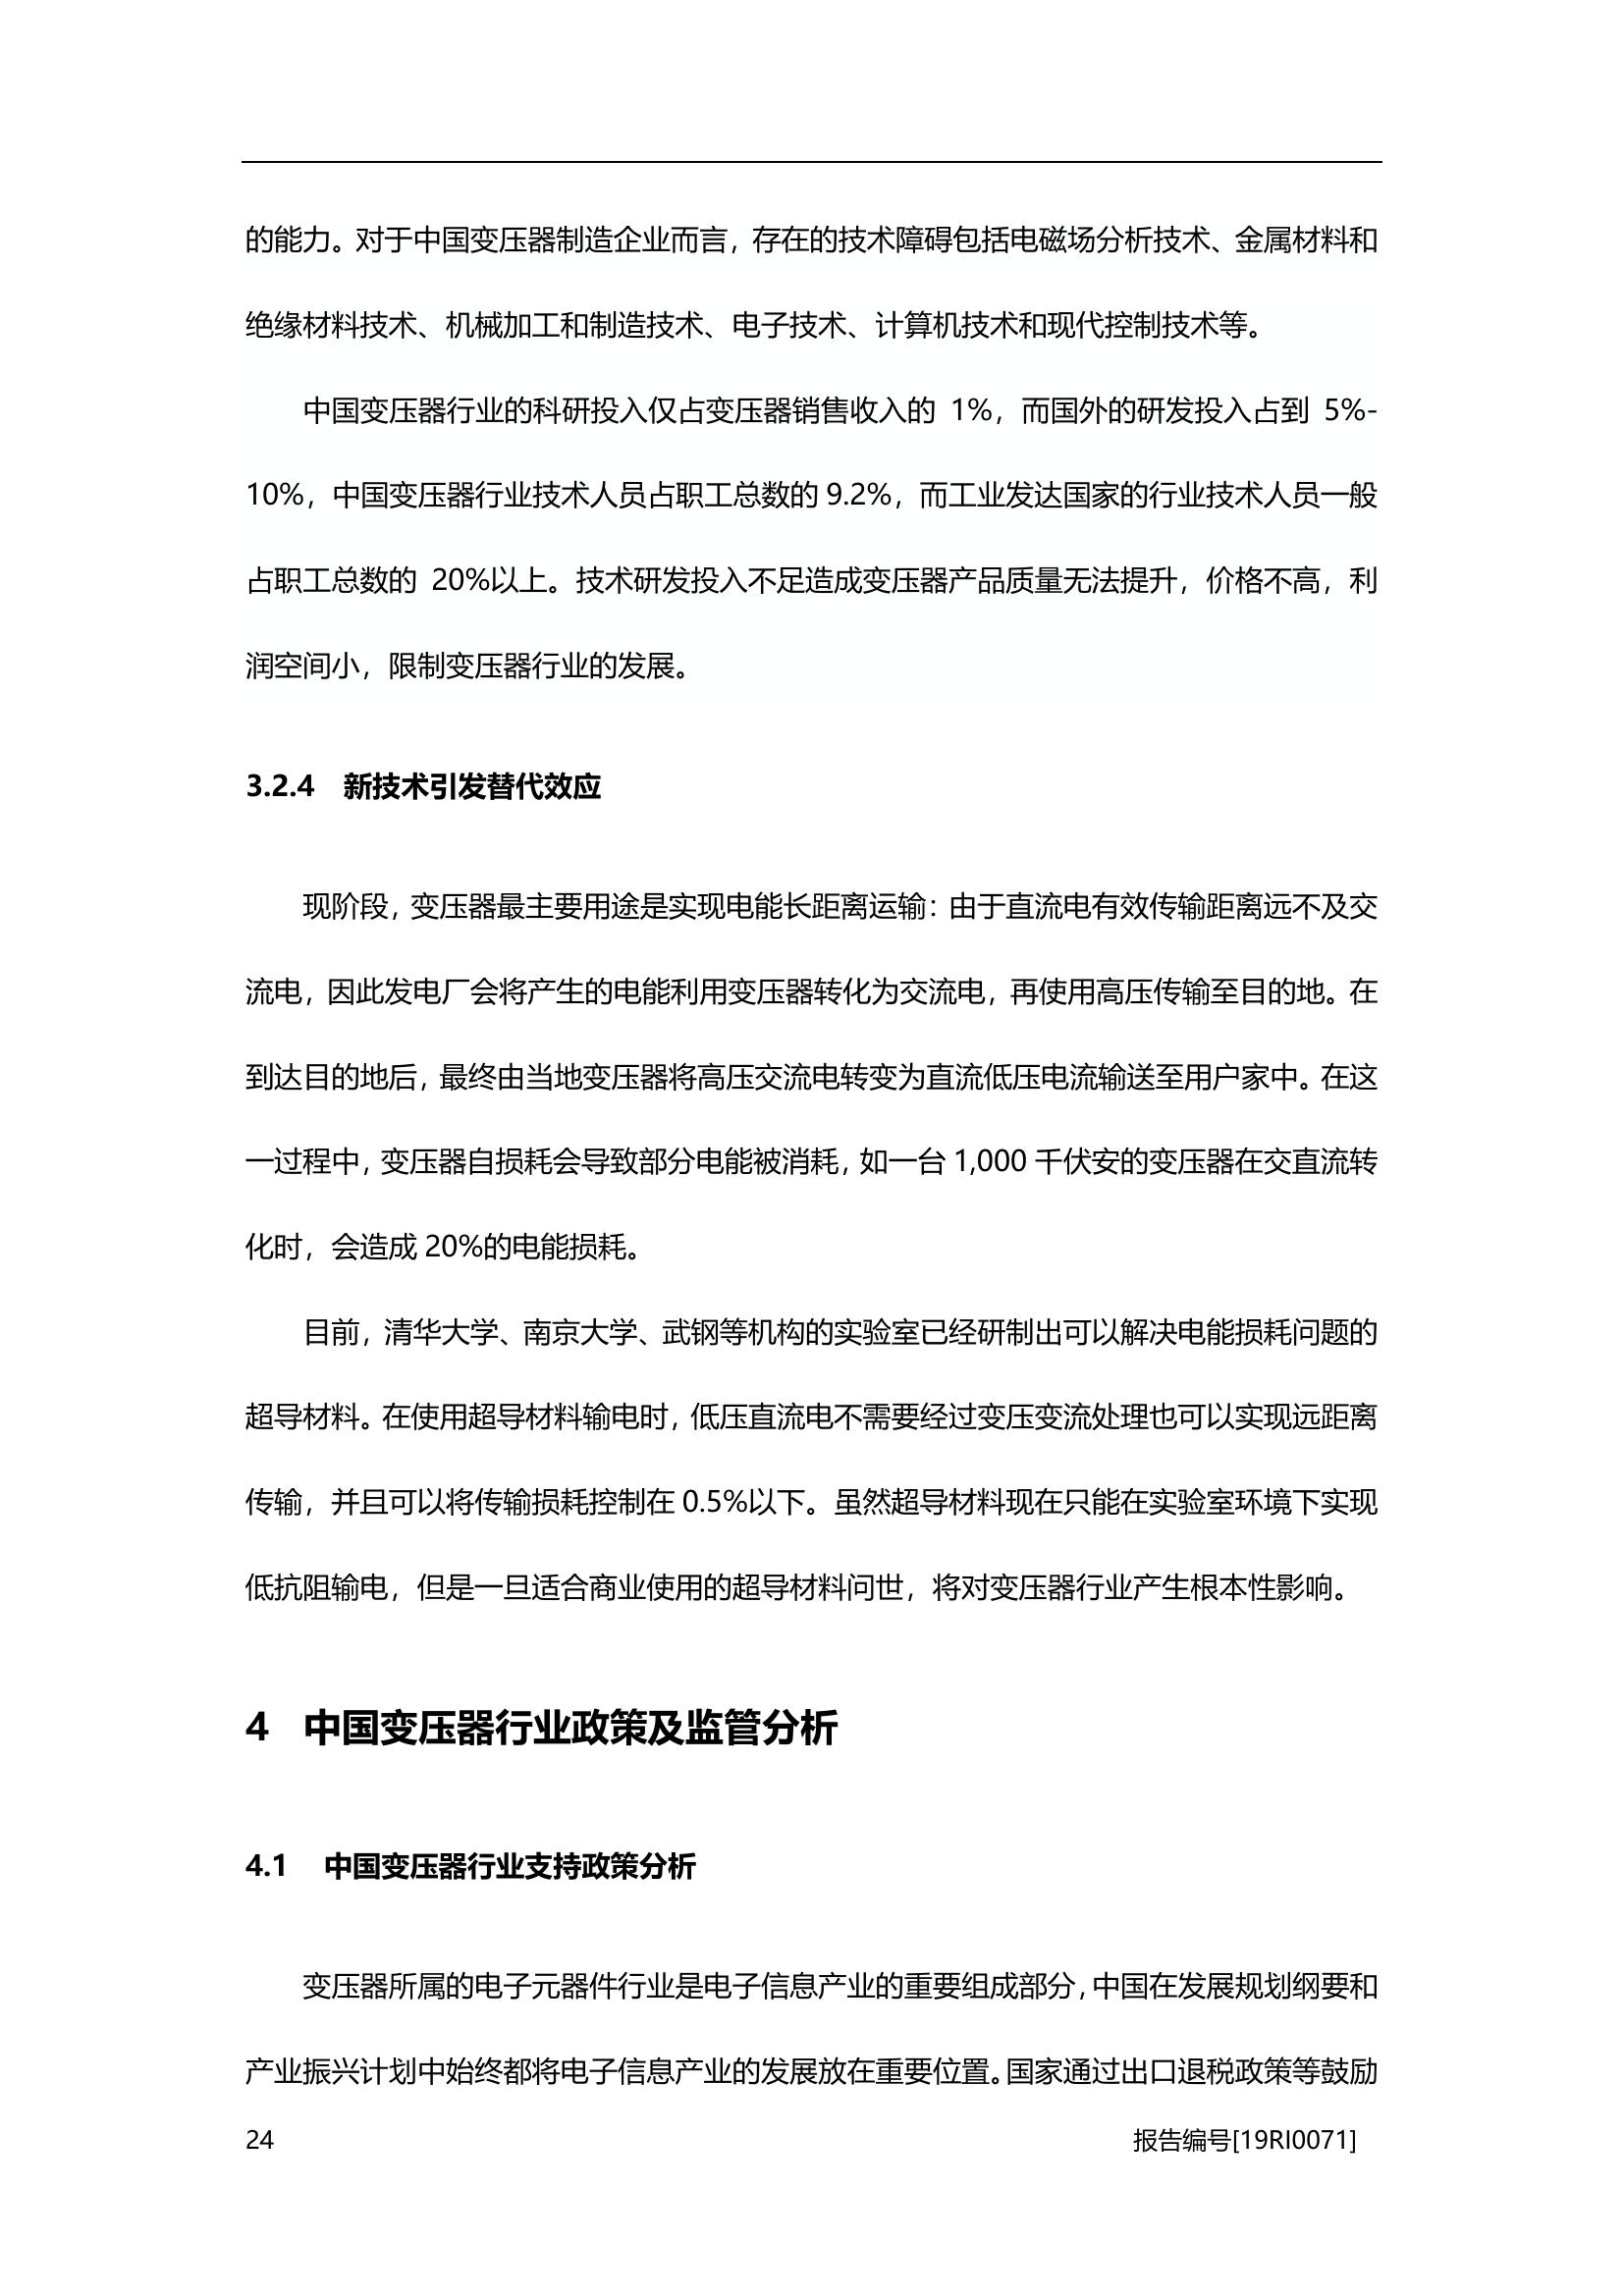 的能力。对于中国变压器制造企业而言，存在的技术障碍包括电磁场分析技术、金属材料和
绝缘材料技术、机械加工和制造技术、电子技术、计算机技术和现代控制技术等。
中国变压器行业的科研投入仅占变压器销售收入的 1%，而国外的研发投入占到 5%-
10%，中国变压器行业技术人员占职工总数的 9.2%，而工业发达国家的行业技术人员一般
占职工总数的 20%以上。技术研发投入不足造成变压器产品质量无法提升，价格不高，利
润空间小，限制变压器行业的发展。
3.2.4 新技术引发替代效应
现阶段，变压器最主要用途是实现电能长距离运输：由于直流电有效传输距离远不及交
流电，因此发电厂会将产生的电能利用变压器转化为交流电，再使用高压传输至目的地。在
到达目的地后，最终由当地变压器将高压交流电转变为直流低压电流输送至用户家中。在这
一过程中，变压器自损耗会导致部分电能被消耗，如一台 1,000 千伏安的变压器在交直流转
化时，会造成 20%的电能损耗。
目前，清华大学、南京大学、武钢等机构的实验室已经研制出可以解决电能损耗问题的
超导材料。在使用超导材料输电时，低压直流电不需要经过变压变流处理也可以实现远距离
传输，并且可以将传输损耗控制在 0.5%以下。虽然超导材料现在只能在实验室环境下实现
低抗阻输电，但是一旦适合商业使用的超导材料问世，将对变压器行业产生根本性影响。
4 中国变压器行业政策及监管分析
4.1 中国变压器行业支持政策分析
变压器所属的电子元器件行业是电子信息产业的重要组成部分，中国在发展规划纲要和
产业振兴计划中始终都将电子信息产业的发展放在重要位置。国家通过出口退税政策等鼓励
24 报告编号[19RI0071]